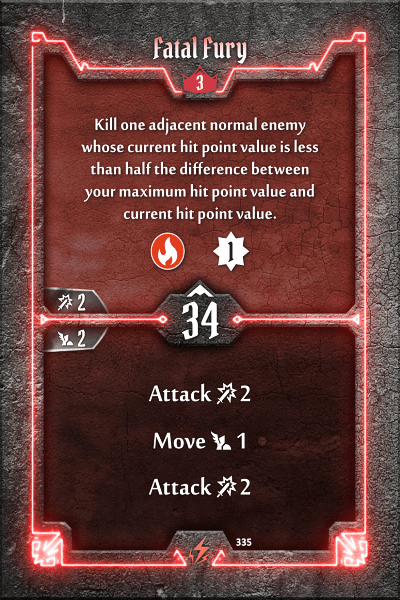 Fatal Fury
3
Kill one adjacent normal enemy
whose current hit point value is less
than half the difference between
your maximum hit point value and
current hit point value.
1
2
34
2
Attack 2
Move 1
Attack 2
335